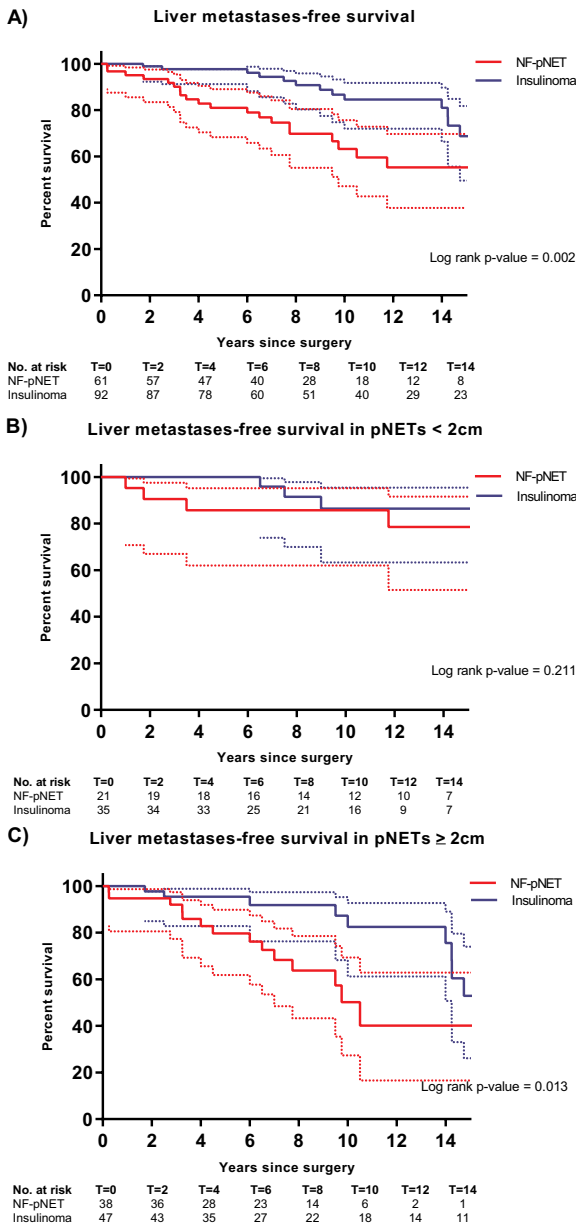 A)
Liver metastases-free survival
NF-pNET
Insulinoma
100
80
60
40
20
0
Percent survival
Log rank p-value = 0.002
0 2 4 6 8 10 12 14
Years since surgery
No. at risk T=0 T=2 T=4 T=6 T=8 T=10 T=12 T=14
NF-pNET 61 57 47 40 28 18 12 8
Insulinoma 92 87 78 60 51 40 29 23
B)
Liver metastases-free survival in pNETs < 2cm
NF-pNET
Insulinoma
100
80
60
40
20
0
Percent survival
Log rank p-value = 0.211
0 2 4 6 8 10 12 14
Years since surgery
No. at risk T=0 T=2 T=4 T=6 T=8 T=10 T=12 T=14
NF-pNET 21 19 18 16 14 12 10 7
Insulinoma 35 34 33 25 21 16 9 7
C)
Liver metastases-free survival in pNETs ≥ 2cm
NF-pNET
Insulinoma
100
80
60
40
20
0
Percent survival
Log rank p-value = 0.013
0 2 4 6 8 10 12 14
Years since surgery
No. at risk T=0 T=2 T=4 T=6 T=8 T=10 T=12 T=14
NF-pNET 38 36 28 23 14 6 2 1
Insulinoma 47 43 35 27 22 18 14 11